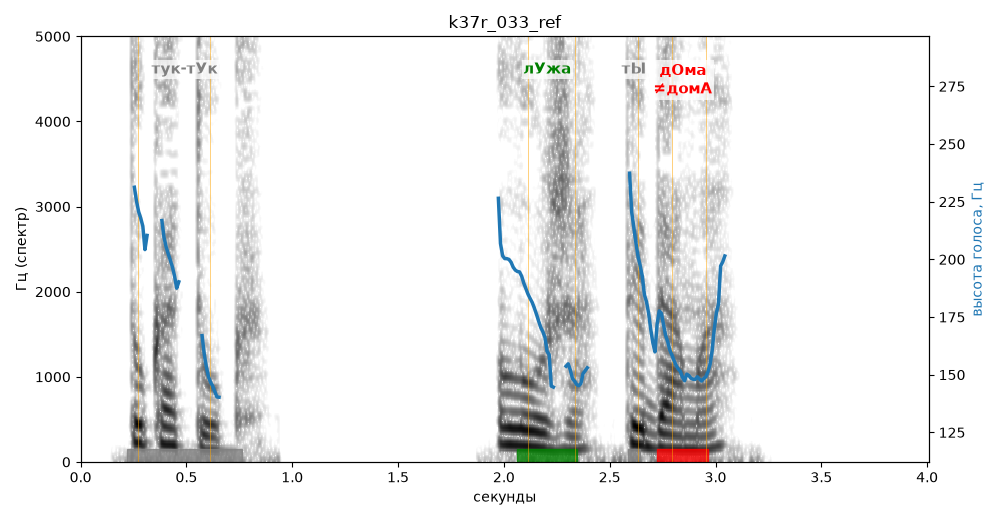 k37r_033_ref
5000
4000
3000
2000
1000
0
Гц (спектр)
тук-тУк
лУжа
тЫ
дОма
≠домА
275
250
225
200
175
150
125
высота голоса, Гц
0.0 0.5 1.0 1.5 2.0 2.5 3.0 3.5 4.0
секунды